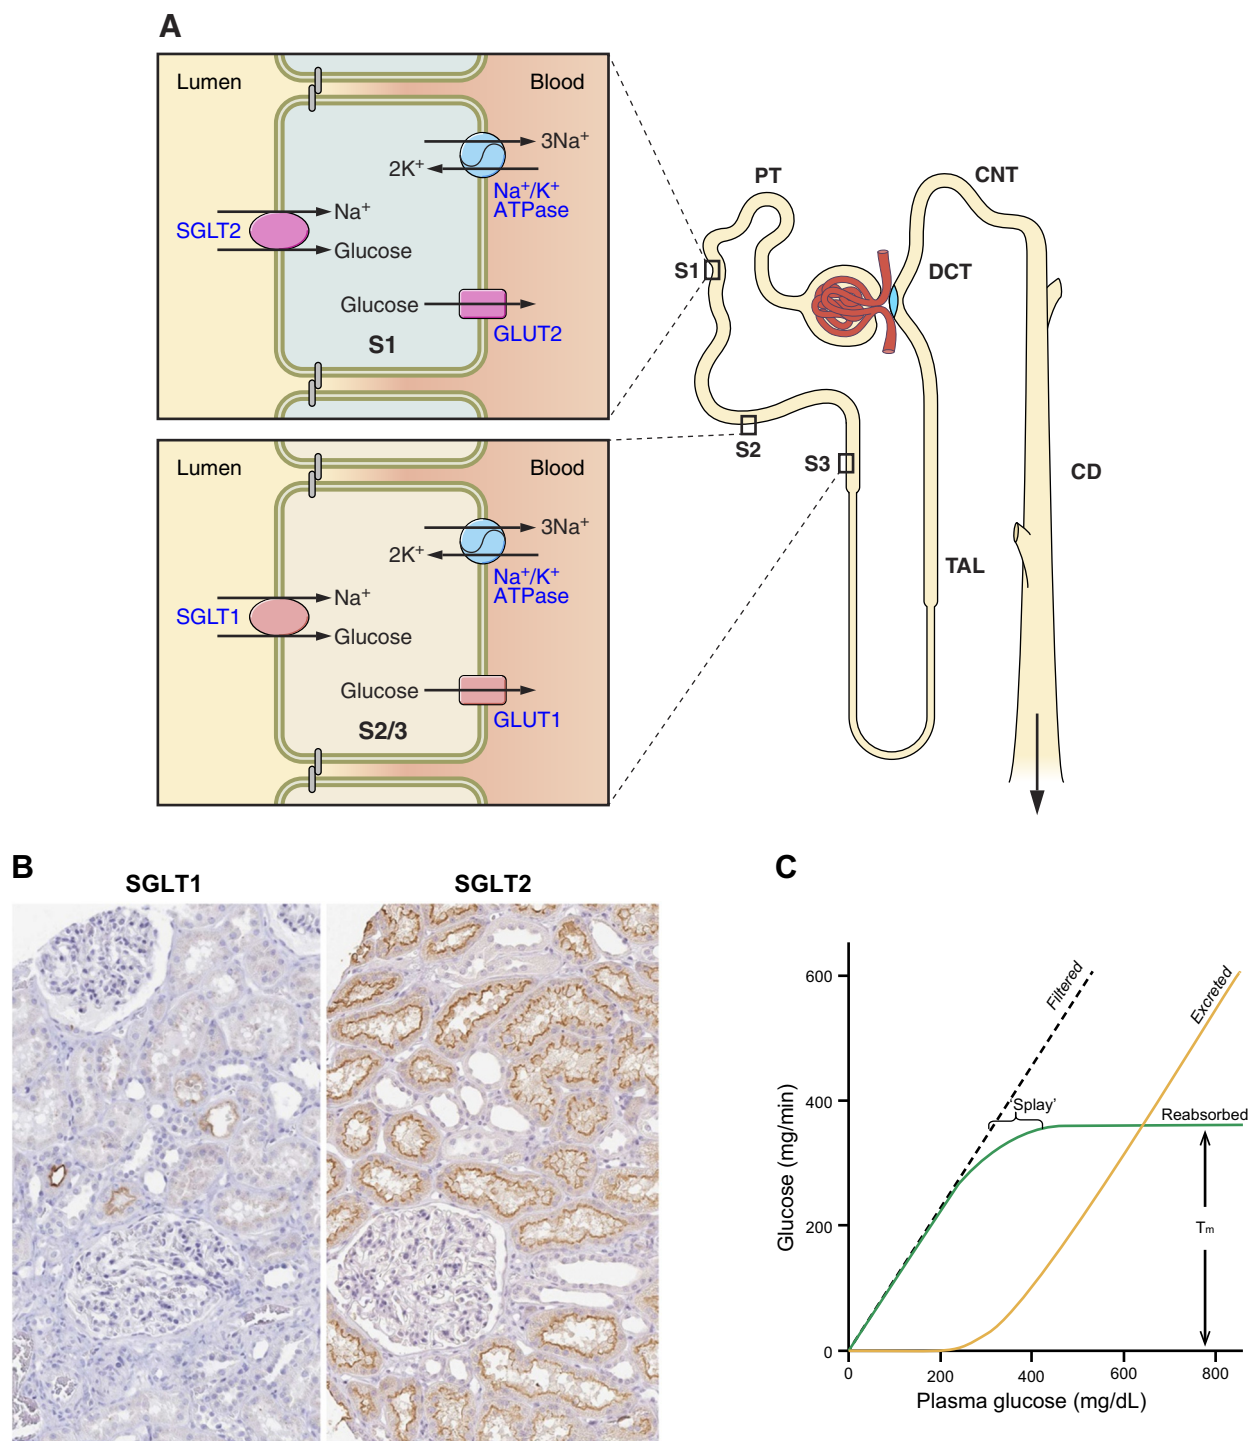 A
Lumen
Blood
3Na⁺
2K⁺
Na⁺/K⁺
ATPase
SGLT2
Na⁺
Glucose
Glucose
GLUT2
S1
Lumen
Blood
3Na⁺
2K⁺
Na⁺/K⁺
ATPase
SGLT1
Na⁺
Glucose
Glucose
GLUT1
S2/3
PT
CNT
S1
DCT
S2
S3
CD
TAL
B
SGLT1
SGLT2
C
Glucose (mg/min)
600
400
200
0
Filtered
Excreted
'Splay'
Reabsorbed
Tₘ
0
200
400
600
800
Plasma glucose (mg/dL)